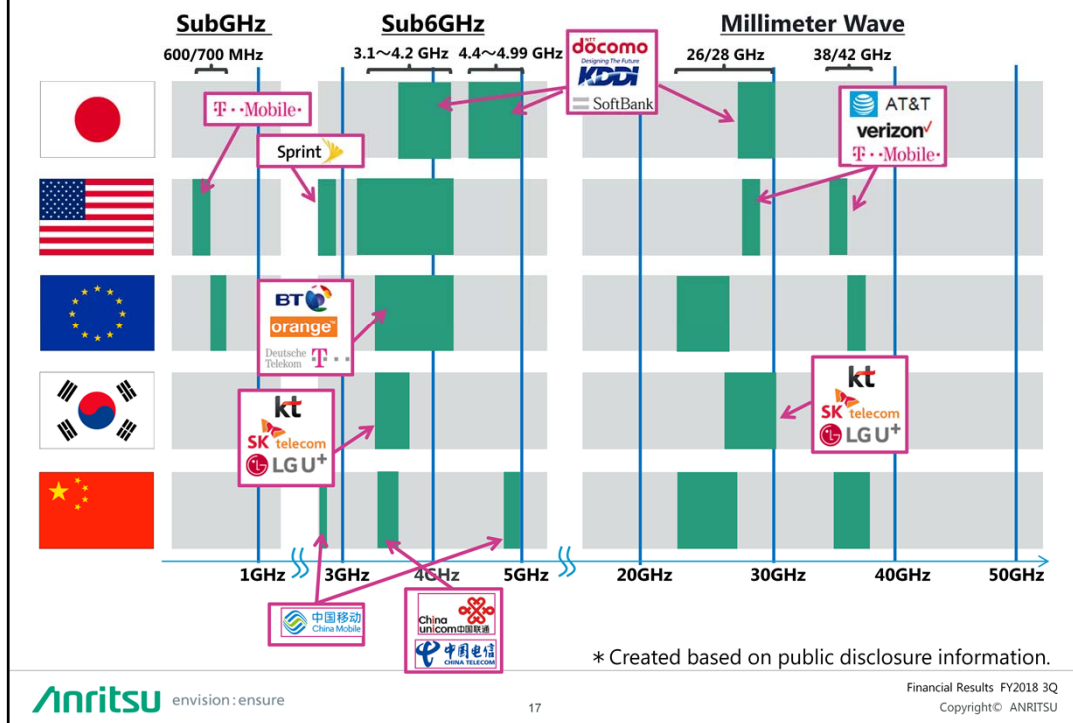 SubGHz
Sub6GHz
Millimeter Wave
600/700 MHz
3.1～4.2 GHz
4.4～4.99 GHz
26/28 GHz
38/42 GHz
NTT
döcomo
Designing The Future
KDDI
SoftBank
T··Mobile·
Sprint
AT&T
verizon✓
T··Mobile·
BT
orange™
Deutsche
Telekom T···
kt
SK telecom
LG U+
kt
SK telecom
LG U+
1GHz 3GHz 4GHz 5GHz 20GHz 30GHz 40GHz 50GHz
中国移动
China Mobile
China
unicom中国联通
中国电信
CHINA TELECOM
＊Created based on public disclosure information.
Anritsu envision : ensure
17
Financial Results FY2018 3Q
Copyright© ANRITSU